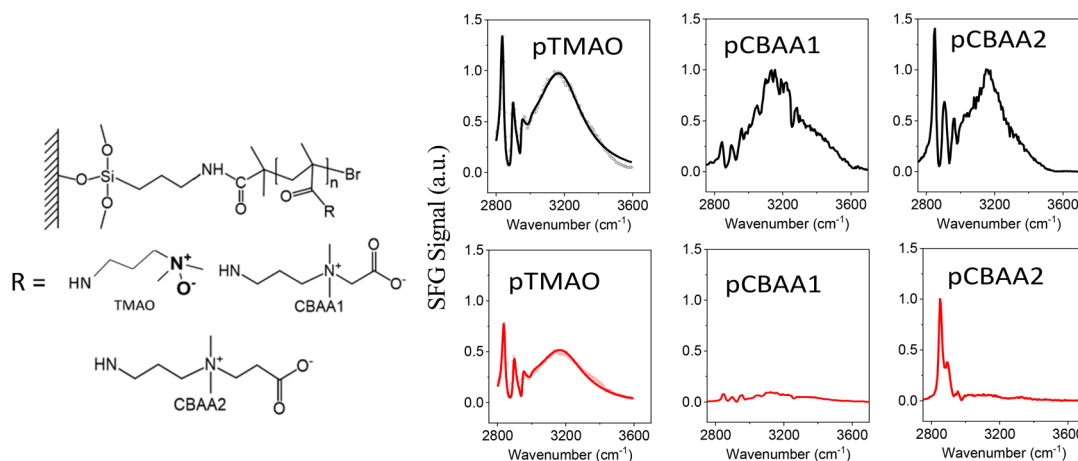 O
O
Si
O
NH
C
O
n
Br
O
R
R =
HN
N+
O-
TMAO
HN
N+
O
O-
CBAA1
HN
N+
O-
O
CBAA2
SFG Signal (a.u.)
pTMAO
1.5
1.0
0.5
0.0
2800 3200 3600
Wavenumber (cm-1)
pCBAA1
1.5
1.0
0.5
0.0
2800 3200 3600
Wavenumber (cm-1)
pCBAA2
1.5
1.0
0.5
0.0
2800 3200 3600
Wavenumber (cm-1)
pTMAO
1.5
1.0
0.5
0.0
2800 3200 3600
Wavenumber (cm-1)
pCBAA1
1.5
1.0
0.5
0.0
2800 3200 3600
Wavenumber (cm-1)
pCBAA2
1.5
1.0
0.5
0.0
2800 3200 3600
Wavenumber (cm-1)